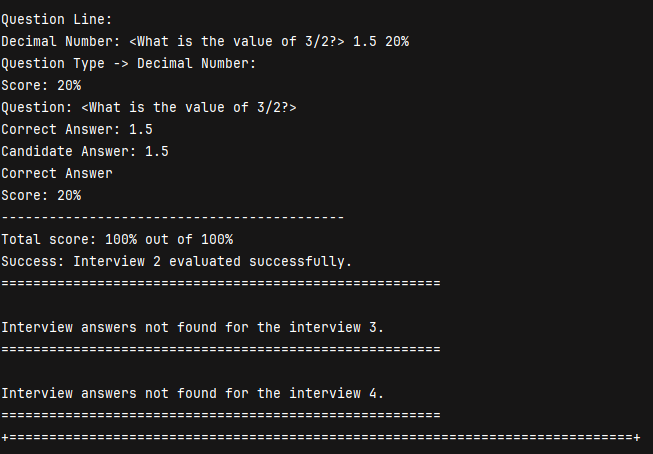 Question Line:
Decimal Number: <What is the value of 3/2?> 1.5 20%
Question Type -> Decimal Number:
Score: 20%
Question: <What is the value of 3/2?>
Correct Answer: 1.5
Candidate Answer: 1.5
Correct Answer
Score: 20%
-------------------------------------------
Total score: 100% out of 100%
Success: Interview 2 evaluated successfully.
=======================================================
Interview answers not found for the interview 3.
=======================================================
Interview answers not found for the interview 4.
=======================================================
+==============================================================================+